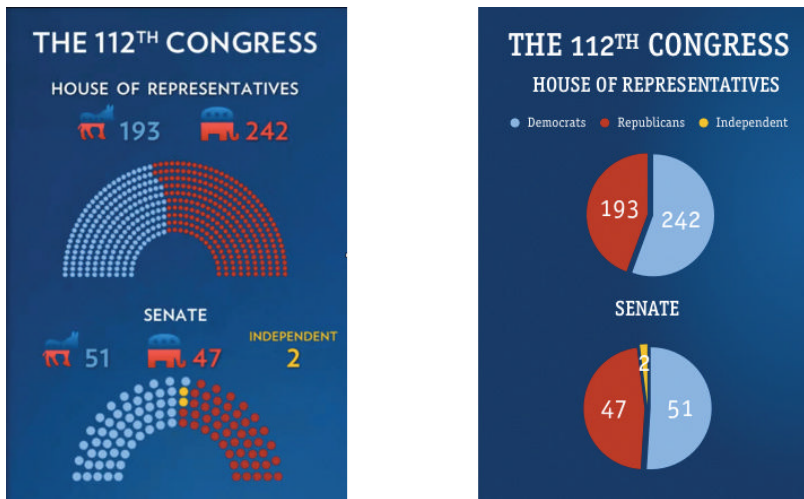 THE 112TH CONGRESS
HOUSE OF REPRESENTATIVES
193 242
SENATE
INDEPENDENT
51 47 2
THE 112TH CONGRESS
HOUSE OF REPRESENTATIVES
Democrats Republicans Independent
193 242
SENATE
2
47 51